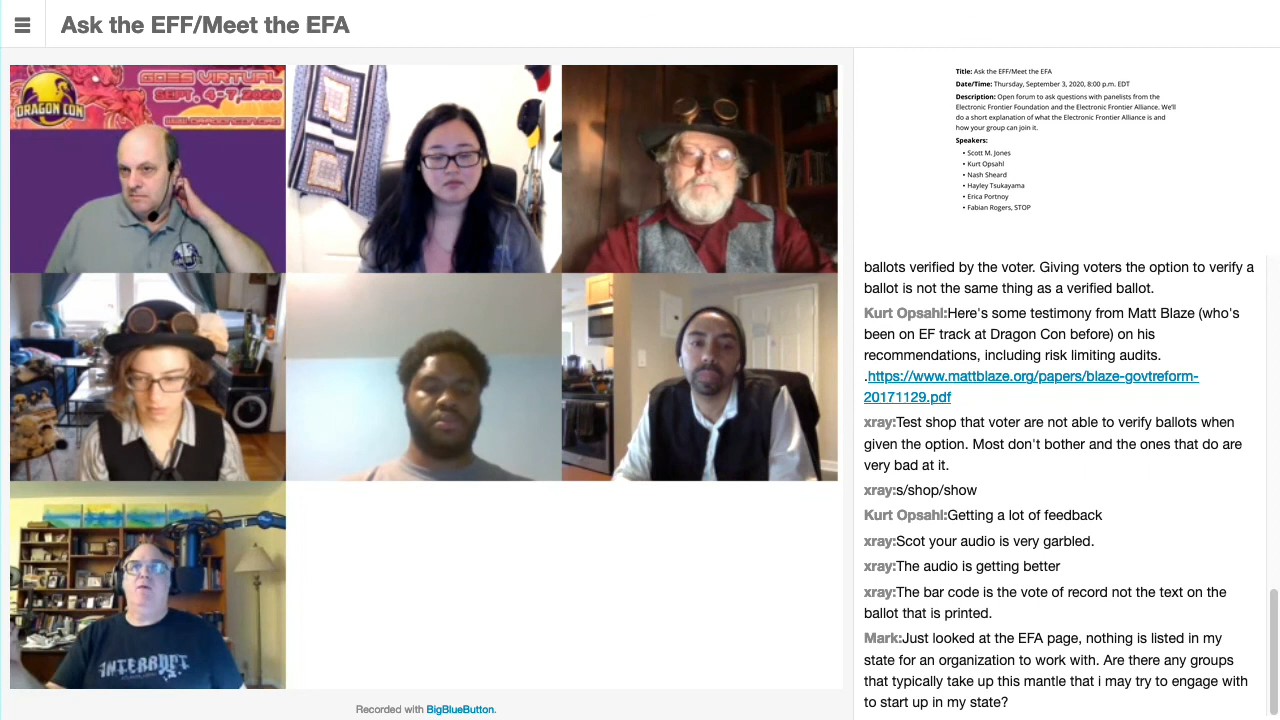 Ask the EFF/Meet the EFA
GOES VIRTUAL
SEPT. 4-7, 2020
DRAGON CON
INTERRUPT
Recorded with BigBlueButton.
Title: Ask the EFF/Meet the EFA
Date/Time: Thursday, September 3, 2020, 8:00 p.m. EDT
Description: Open forum to ask questions with panelists from the
Electronic Frontier Foundation and the Electronic Frontier Alliance. We'll
do a short explanation of what the Electronic Frontier Alliance is and
how your group can join it.
Speakers:
• Scott M. Jones
• Kurt Opsahl
• Nash Sheard
• Hayley Tsukayama
• Erica Portnoy
• Fabian Rogers, STOP
ballots verified by the voter. Giving voters the option to verify a
ballot is not the same thing as a verified ballot.
Kurt Opsahl:Here's some testimony from Matt Blaze (who's
been on EF track at Dragon Con before) on his
recommendations, including risk limiting audits.
.https://www.mattblaze.org/papers/blaze-govtreform-
20171129.pdf
xray:Test shop that voter are not able to verify ballots when
given the option. Most don't bother and the ones that do are
very bad at it.
xray:s/shop/show
Kurt Opsahl:Getting a lot of feedback
xray:Scot your audio is very garbled.
xray:The audio is getting better
xray:The bar code is the vote of record not the text on the
ballot that is printed.
Mark:Just looked at the EFA page, nothing is listed in my
state for an organization to work with. Are there any groups
that typically take up this mantle that i may try to engage with
to start up in my state?